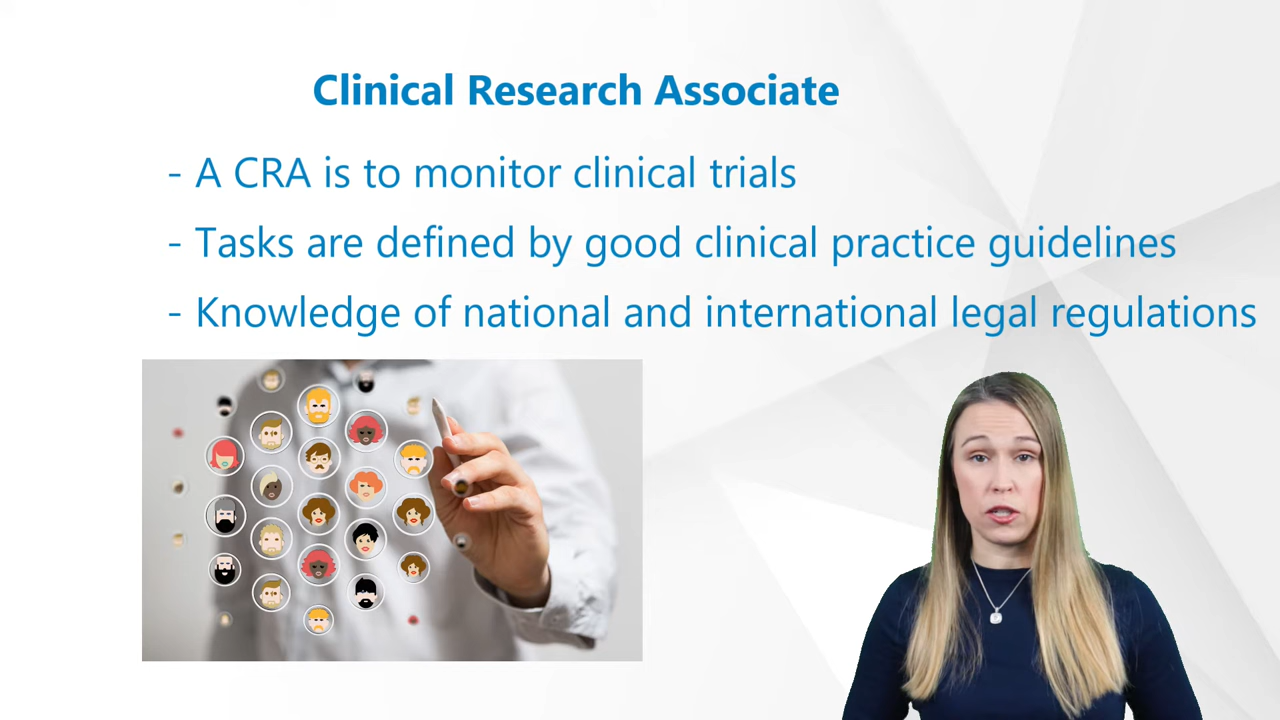 Clinical Research Associate
- A CRA is to monitor clinical trials
- Tasks are defined by good clinical practice guidelines
- Knowledge of national and international legal regulations